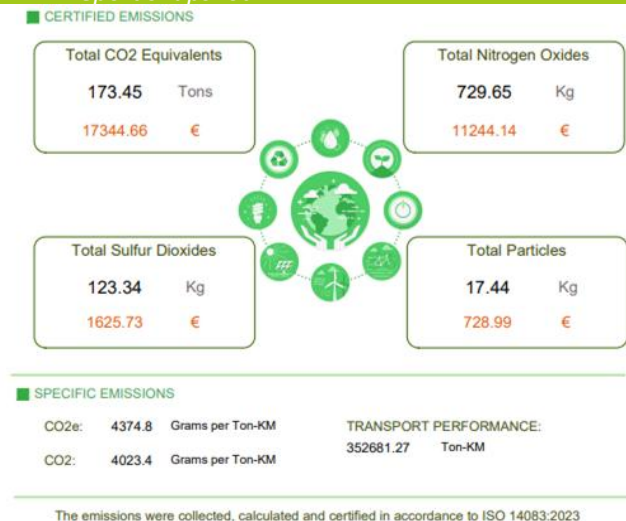 CERTIFIED EMISSIONS
Total CO2 Equivalents
173.45 Tons
17344.66 €
Total Nitrogen Oxides
729.65 Kg
11244.14 €
Total Sulfur Dioxides
123.34 Kg
1625.73 €
Total Particles
17.44 Kg
728.99 €
SPECIFIC EMISSIONS
CO2e: 4374.8 Grams per Ton-KM
CO2: 4023.4 Grams per Ton-KM
TRANSPORT PERFORMANCE:
352681.27 Ton-KM
The emissions were collected, calculated and certified in accordance to ISO 14083:2023